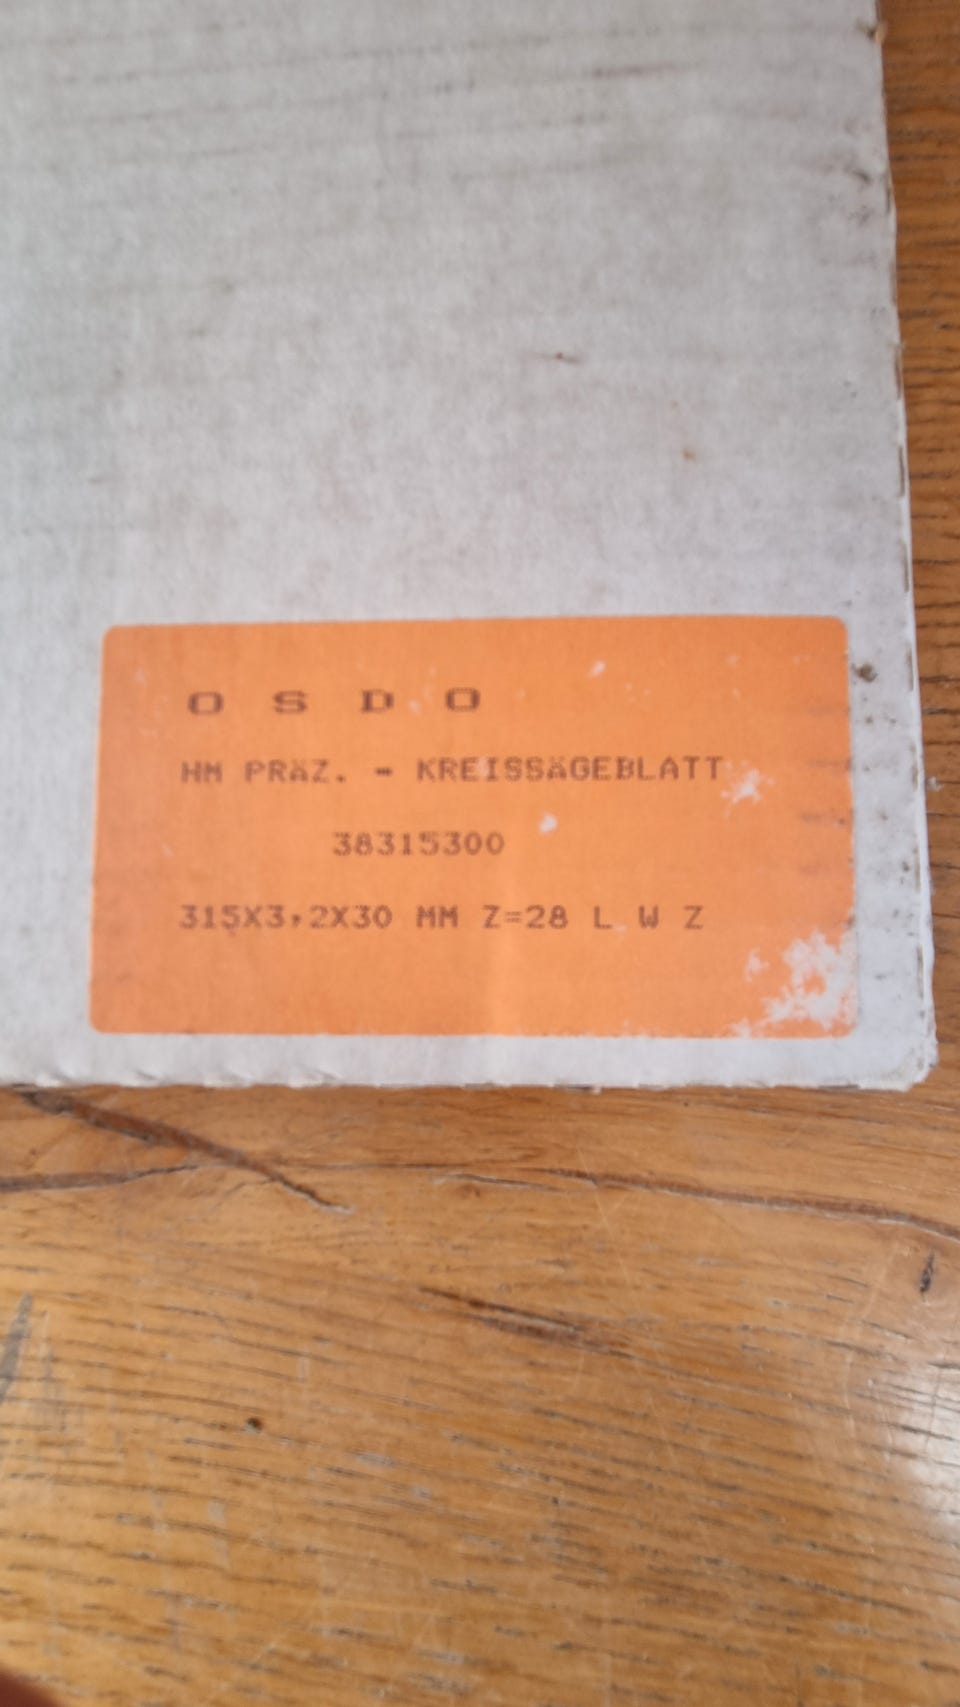 O S D O
HM PRÄZ. - KREISSÄGEBLATT
38315300
315X3,2X30 MM Z=28 L W Z